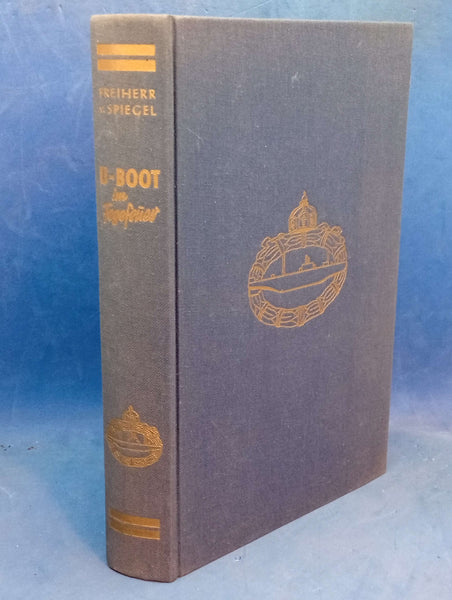 FREIHERR
v. SPIEGEL
U-BOOT
im
Fegefeuer